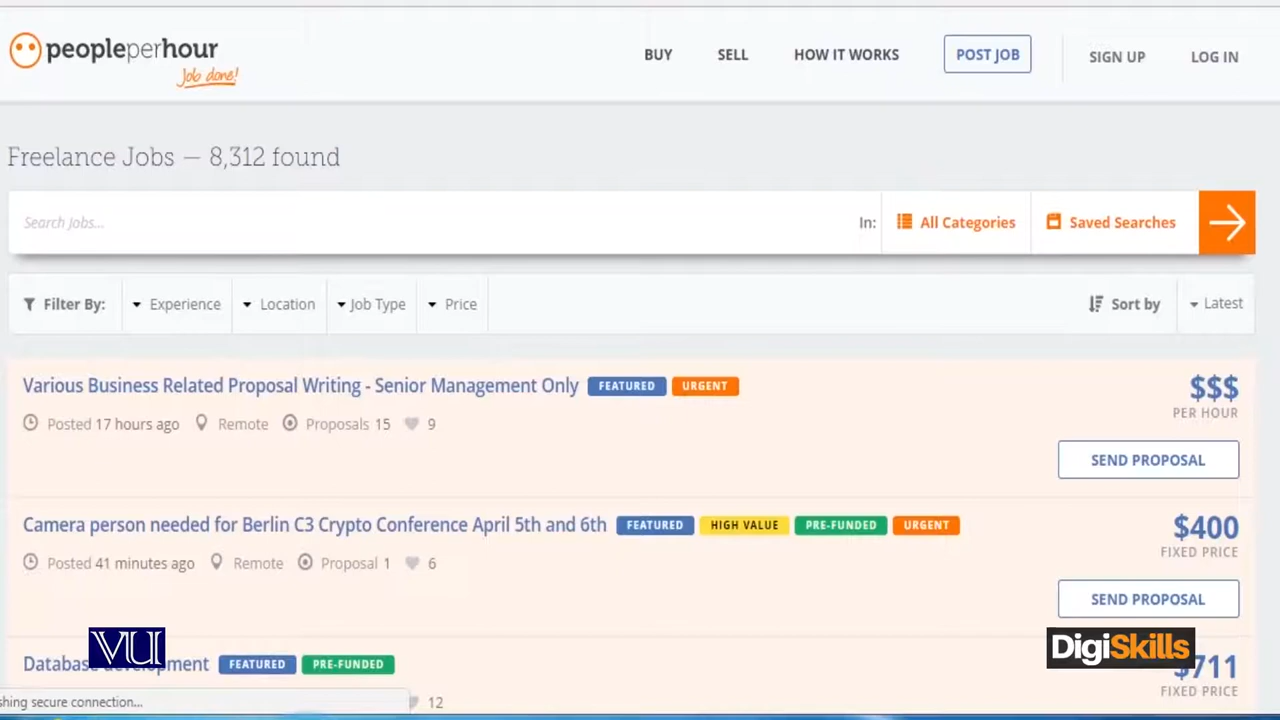 peopleperhour
Job done!
BUY SELL HOW IT WORKS POST JOB SIGN UP LOG IN
Freelance Jobs — 8,312 found
Search Jobs... In: All Categories Saved Searches
Filter By: Experience Location Job Type Price Sort by Latest
Various Business Related Proposal Writing - Senior Management Only FEATURED URGENT $$$
PER HOUR
Posted 17 hours ago Remote Proposals 15 9
SEND PROPOSAL
Camera person needed for Berlin C3 Crypto Conference April 5th and 6th FEATURED HIGH VALUE PRE-FUNDED URGENT $400
FIXED PRICE
Posted 41 minutes ago Remote Proposal 1 6
SEND PROPOSAL
VU DigiSkills
Database development FEATURED PRE-FUNDED $711
FIXED PRICE
shing secure connection... 12